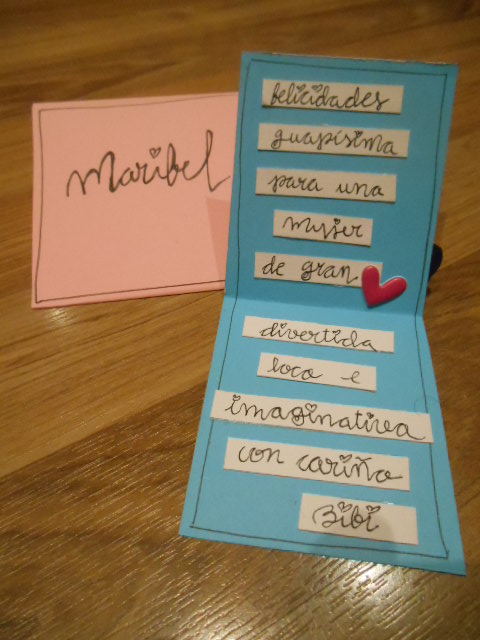 Maribel
felicidades
guapísima
para una
mujer
de gran
divertida
loca e
imaginativa
con cariño
Bibi